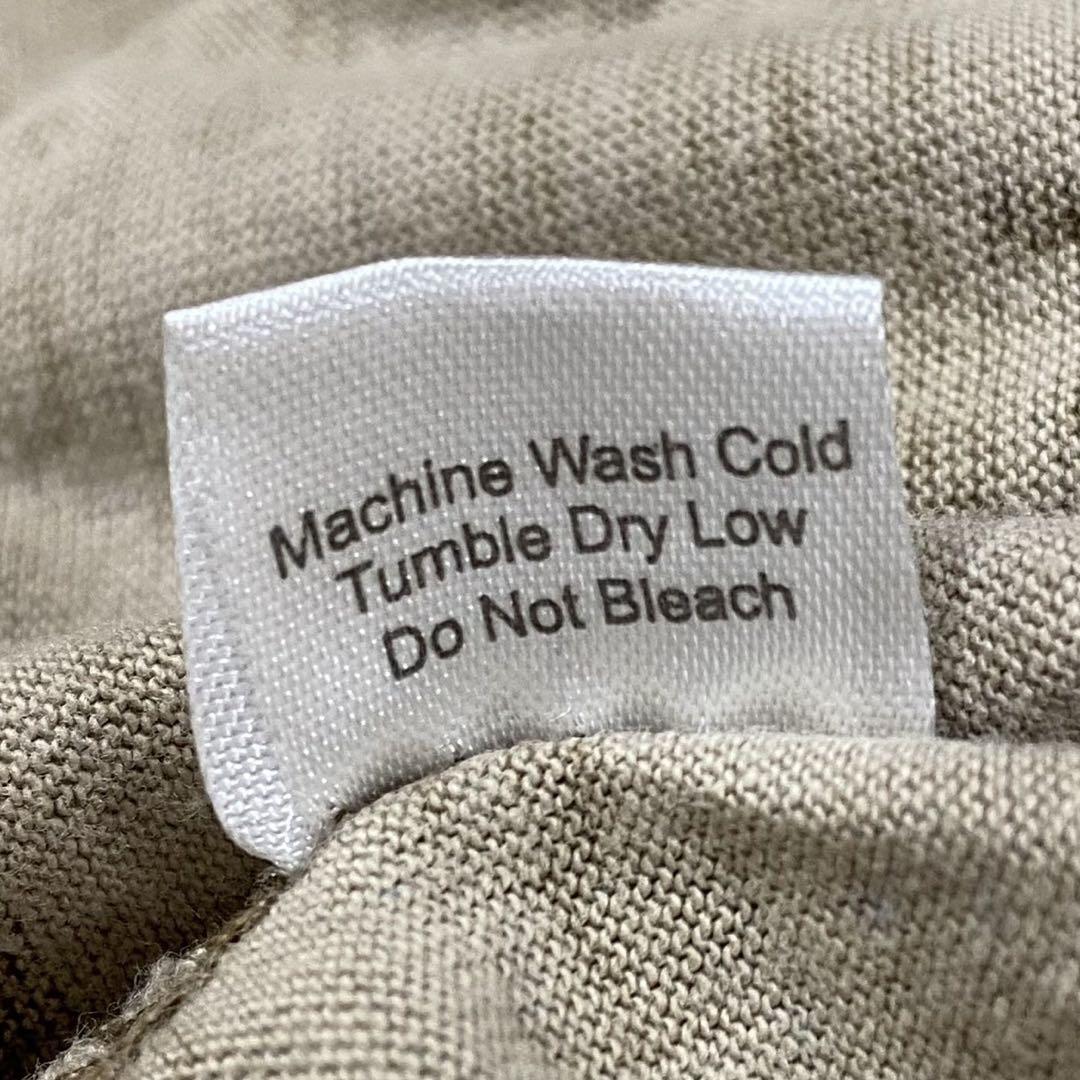 Machine Wash Cold
Tumble Dry Low
Do Not Bleach